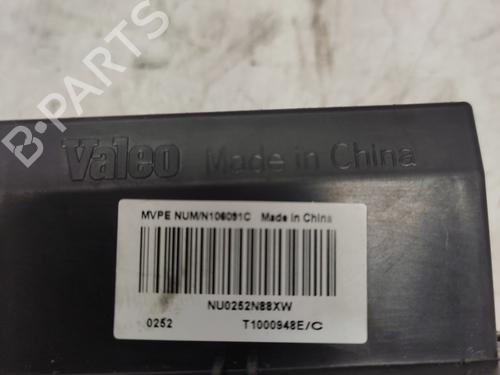 B-PARTS
Valeo Made in China
MVPE NUM/N106091C Made in China
NU0252N88XW
0252 T1000948E/C